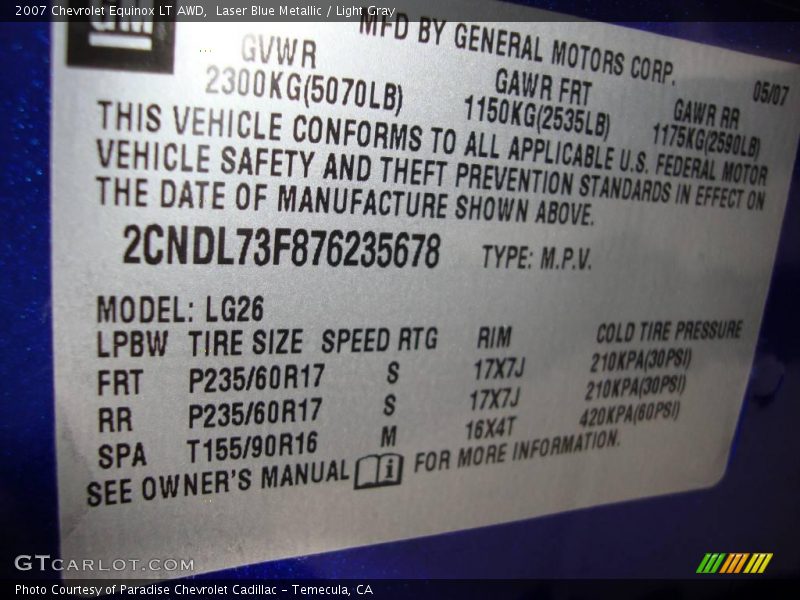 2007 Chevrolet Equinox LT AWD,  Laser Blue Metallic / Light Gray
GM
MFD BY GENERAL MOTORS CORP.
GVWR
2300KG(5070LB)
GAWR FRT
1150KG(2535LB)
GAWR RR
1175KG(2590LB)
05/07
THIS VEHICLE CONFORMS TO ALL APPLICABLE U.S. FEDERAL MOTOR
VEHICLE SAFETY AND THEFT PREVENTION STANDARDS IN EFFECT ON
THE DATE OF MANUFACTURE SHOWN ABOVE.
2CNDL73F876235678 TYPE: M.P.V.
MODEL: LG26
LPBW TIRE SIZE SPEED RTG RIM COLD TIRE PRESSURE
FRT P235/60R17 S 17X7J 210KPA(30PSI)
RR P235/60R17 S 17X7J 210KPA(30PSI)
SPA T155/90R16 M 16X4T 420KPA(60PSI)
SEE OWNER'S MANUAL i FOR MORE INFORMATION.
GTCARLOT.COM
Photo Courtesy of Paradise Chevrolet Cadillac – Temecula, CA